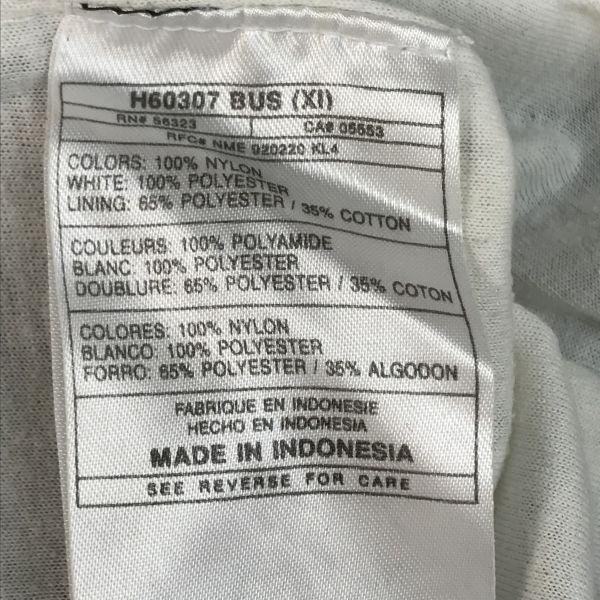 H60307 BUS (XI)
RN# 56323 CA# 05553
RFC# NME 020220 KL4
COLORS: 100% NYLON
WHITE: 100% POLYESTER
LINING: 65% POLYESTER / 35% COTTON
COULEURS: 100% POLYAMIDE
BLANC: 100% POLYESTER
DOUBLURE: 65% POLYESTER / 35% COTON
COLORES: 100% NYLON
BLANCO: 100% POLYESTER
FORRO: 65% POLYESTER / 35% ALGODON
FABRIQUE EN INDONESIE
HECHO EN INDONESIA
MADE IN INDONESIA
SEE REVERSE FOR CARE